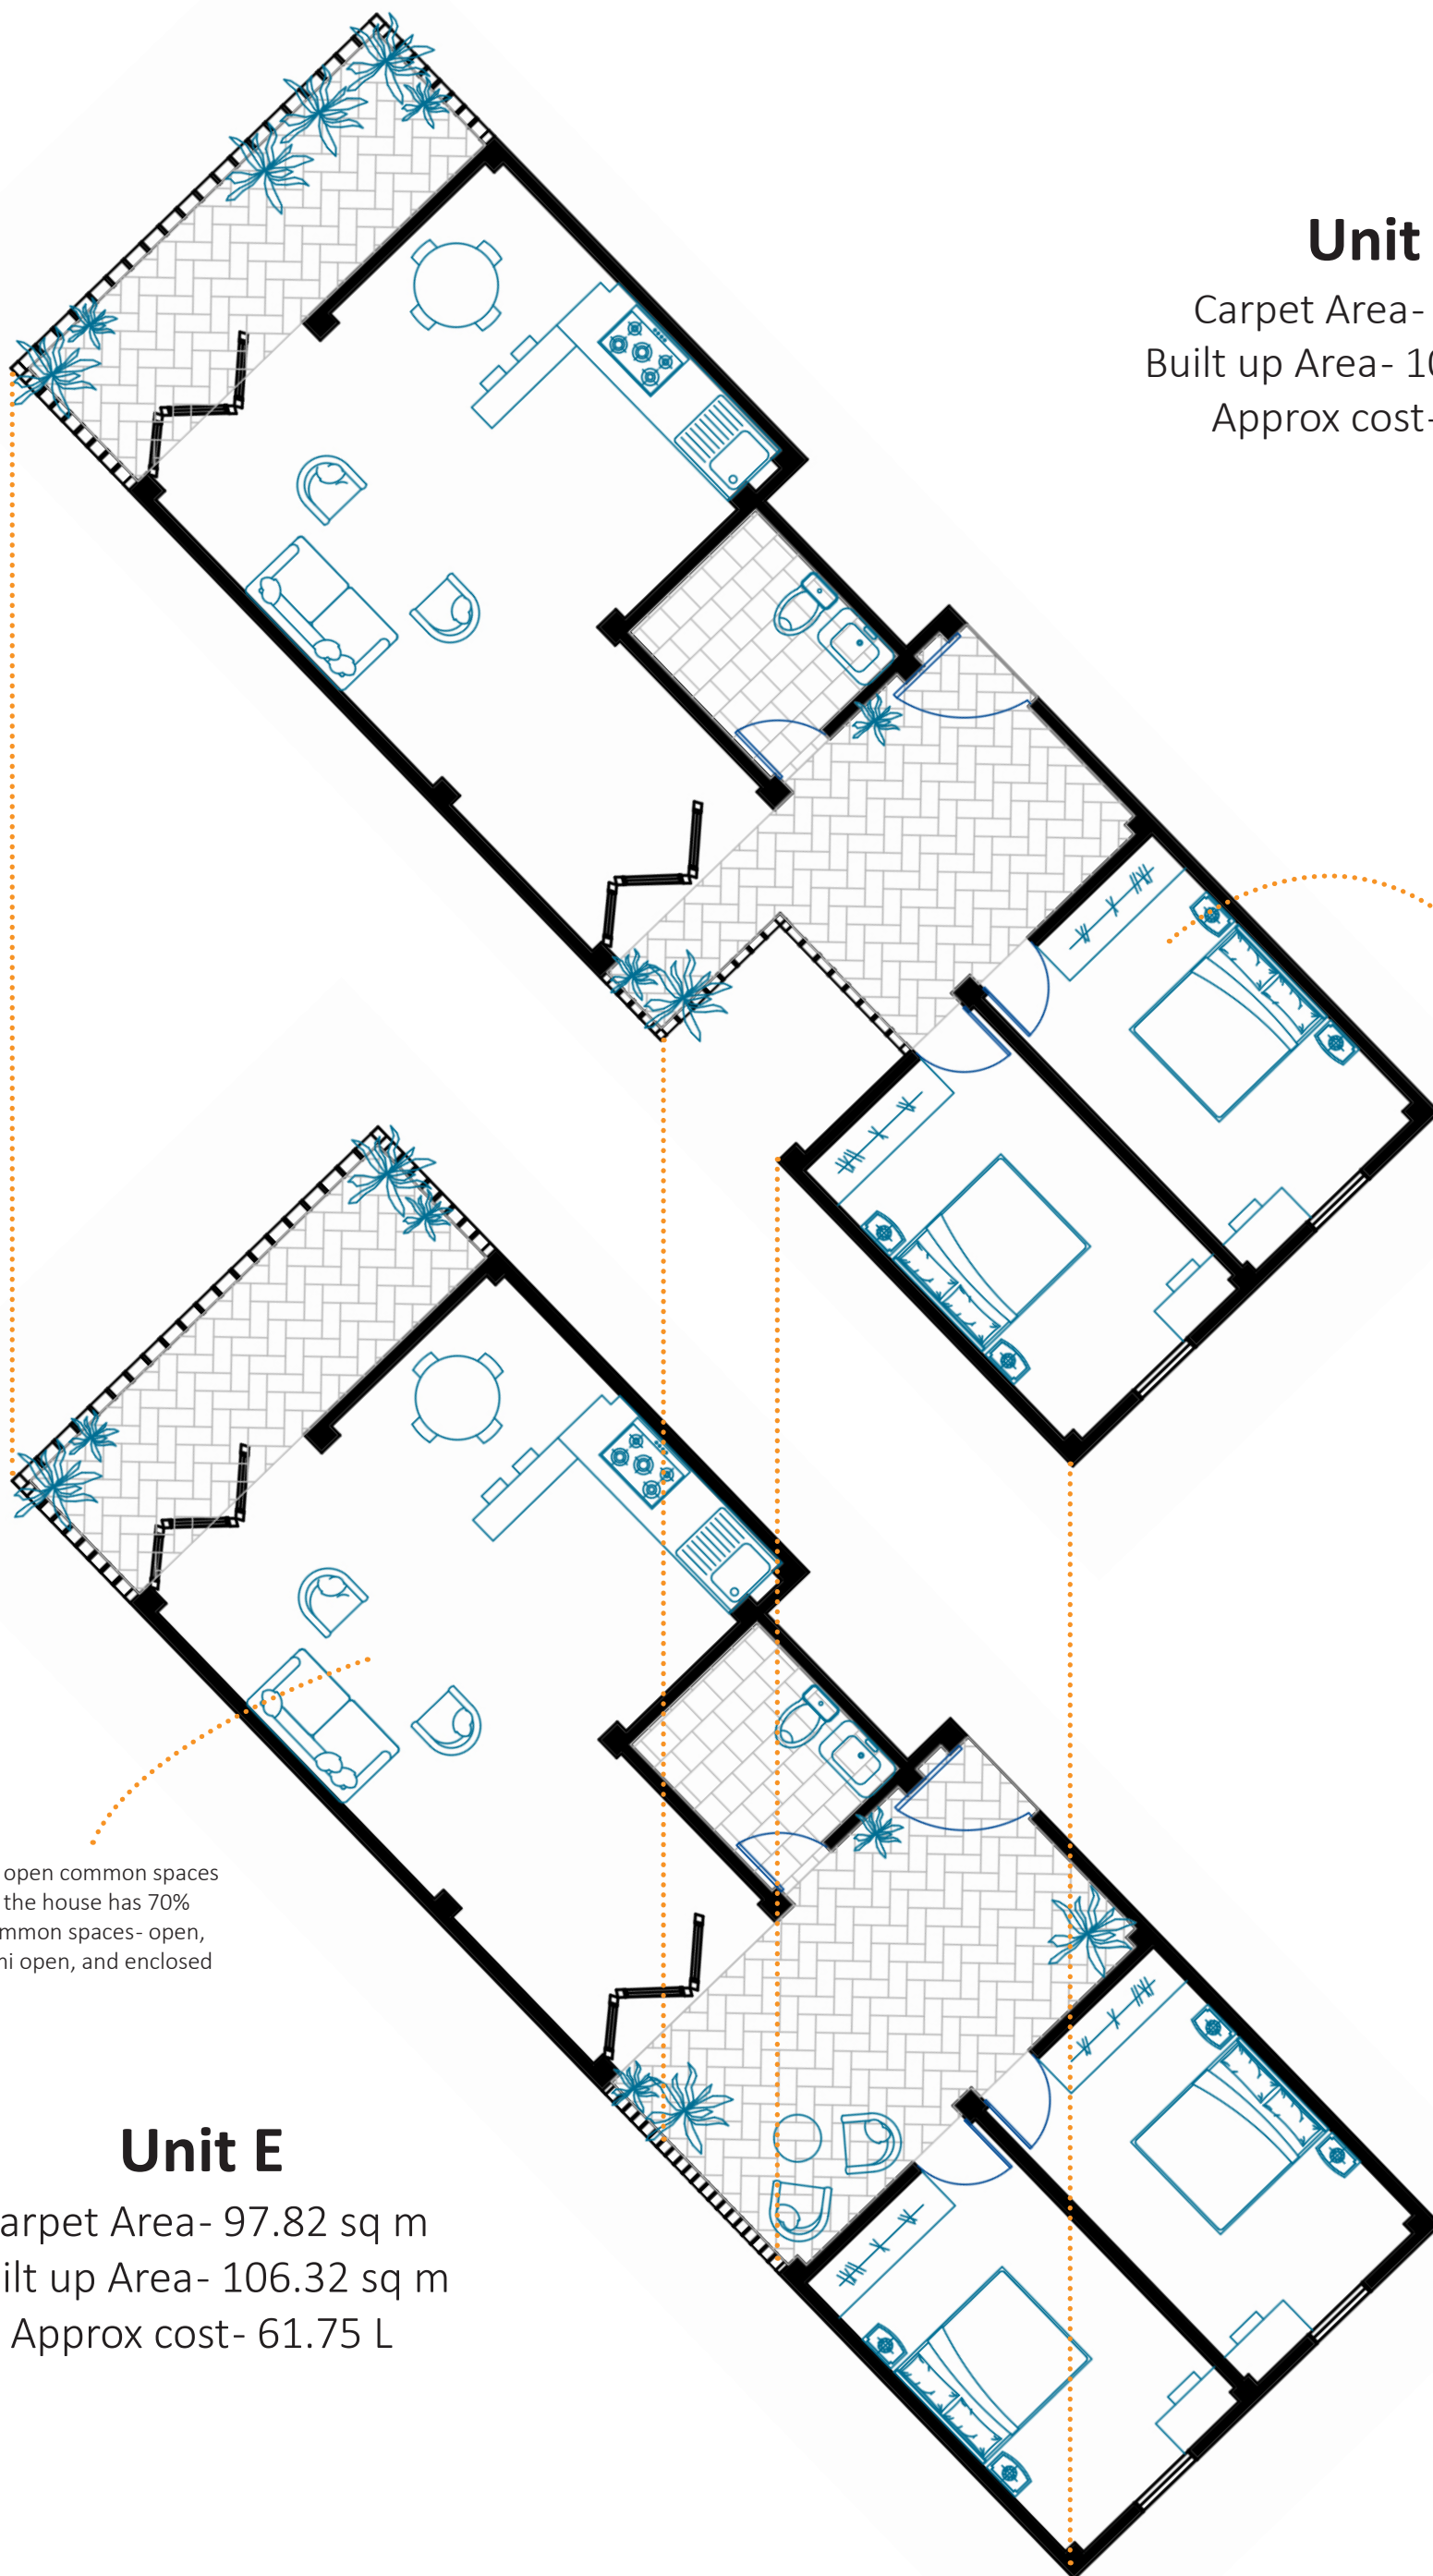 Unit
Carpet Area-
Built up Area- 10
Approx cost-
open common spaces
the house has 70%
mmon spaces- open,
ni open, and enclosed
Unit E
arpet Area- 97.82 sq m
ilt up Area- 106.32 sq m
Approx cost- 61.75 L